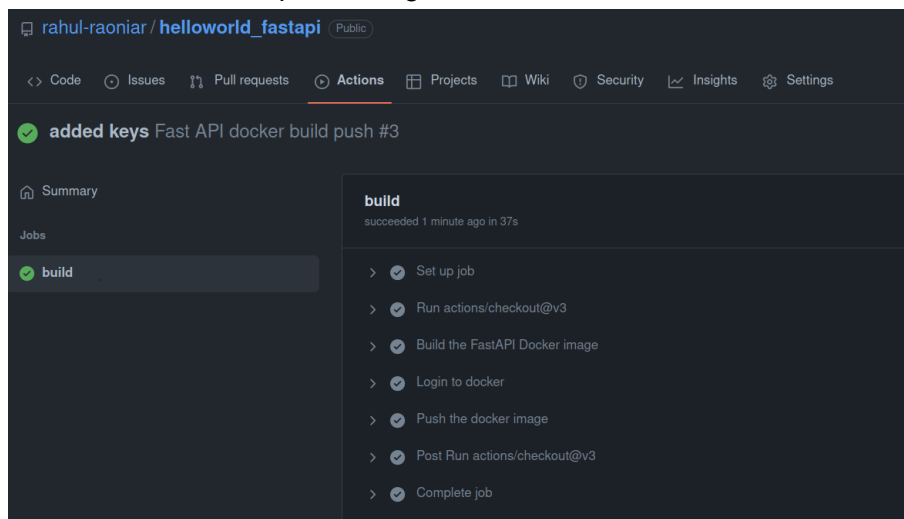 rahul-raoniar / helloworld_fastapi Public
<> Code Issues Pull requests Actions Projects Wiki Security Insights Settings
added keys Fast API docker build push #3
Summary
Jobs
build
build
succeeded 1 minute ago in 37s
Set up job
Run actions/checkout@v3
Build the FastAPI Docker image
Login to docker
Push the docker image
Post Run actions/checkout@v3
Complete job